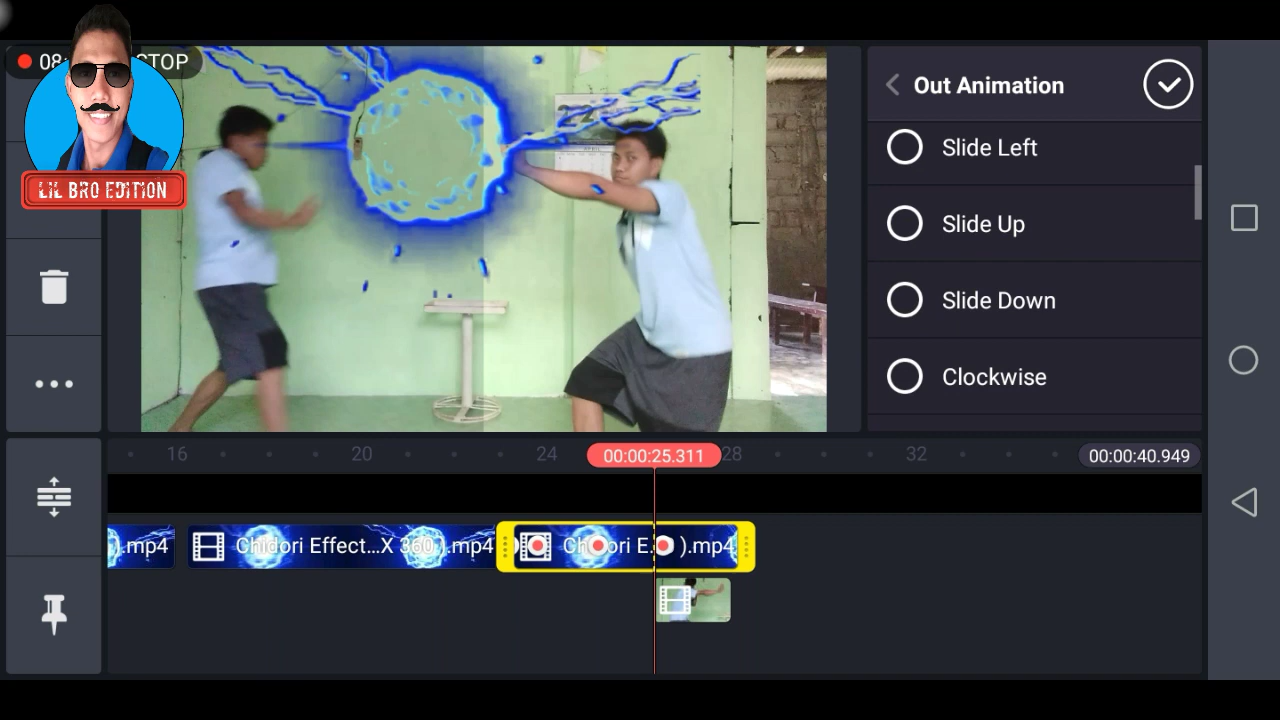 STOP
LIL BRO EDITION
Out Animation
Slide Left
Slide Up
Slide Down
Clockwise
22
16
20
24
00:00:25.311
28
32
00:00:40.949
).mp4
Chidori Effect...X 360 ).mp4
).mp4